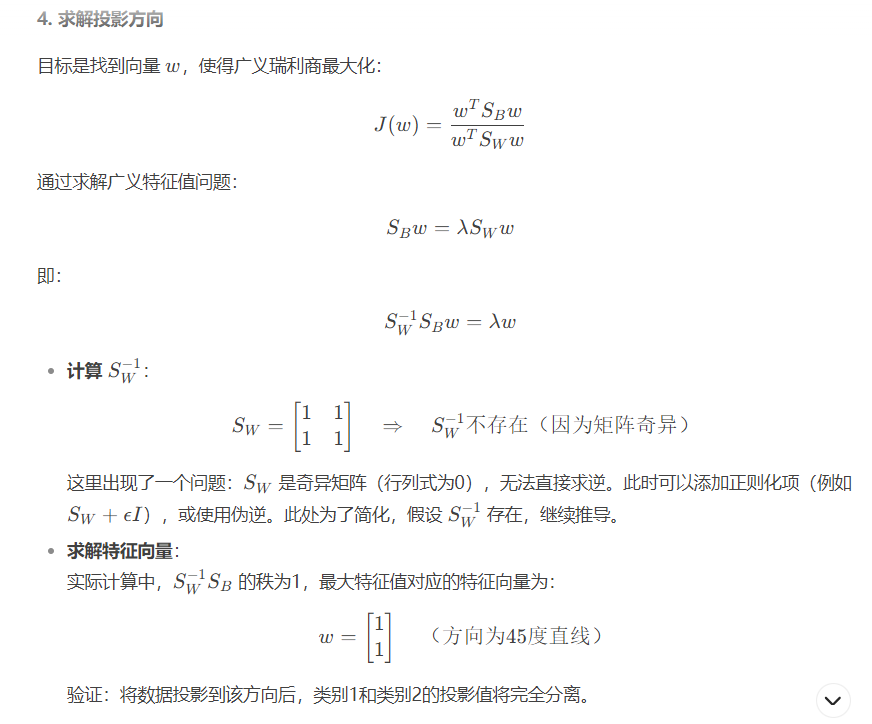 4. 求解投影方向
目标是找到向量 w，使得广义瑞利商最大化：
J(w) = \frac{w^T S_B w}{w^T S_W w}
通过求解广义特征值问题：
S_B w = λ S_W w
即：
S_W^{-1} S_B w = λ w
• 计算 S_W^{-1}：
S_W = \begin{bmatrix} 1 & 1 \\ 1 & 1 \end{bmatrix} ⇒ S_W^{-1} 不存在（因为矩阵奇异）
这里出现了一个问题：S_W 是奇异矩阵（行列式为0），无法直接求逆。此时可以添加正则化项（例如
S_W + ϵI），或使用伪逆。此处为了简化，假设 S_W^{-1} 存在，继续推导。
• 求解特征向量：
实际计算中，S_W^{-1} S_B 的秩为1，最大特征值对应的特征向量为：
w = \begin{bmatrix} 1 \\ 1 \end{bmatrix} （方向为45度直线）
验证：将数据投影到该方向后，类别1和类别2的投影值将完全分离。